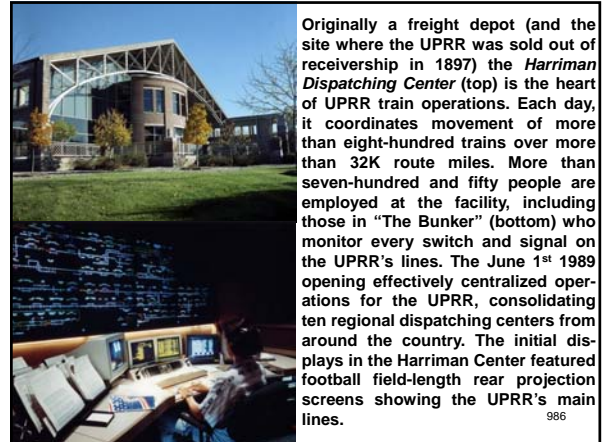 Originally a freight depot (and the
site where the UPRR was sold out of
receivership in 1897) the Harriman
Dispatching Center (top) is the heart
of UPRR train operations. Each day,
it coordinates movement of more
than eight-hundred trains over more
than 32K route miles. More than
seven-hundred and fifty people are
employed at the facility, including
those in “The Bunker” (bottom) who
monitor every switch and signal on
the UPRR’s lines. The June 1st 1989
opening effectively centralized oper-
ations for the UPRR, consolidating
ten regional dispatching centers from
around the country. The initial dis-
plays in the Harriman Center featured
football field-length rear projection
screens showing the UPRR’s main
lines.
986